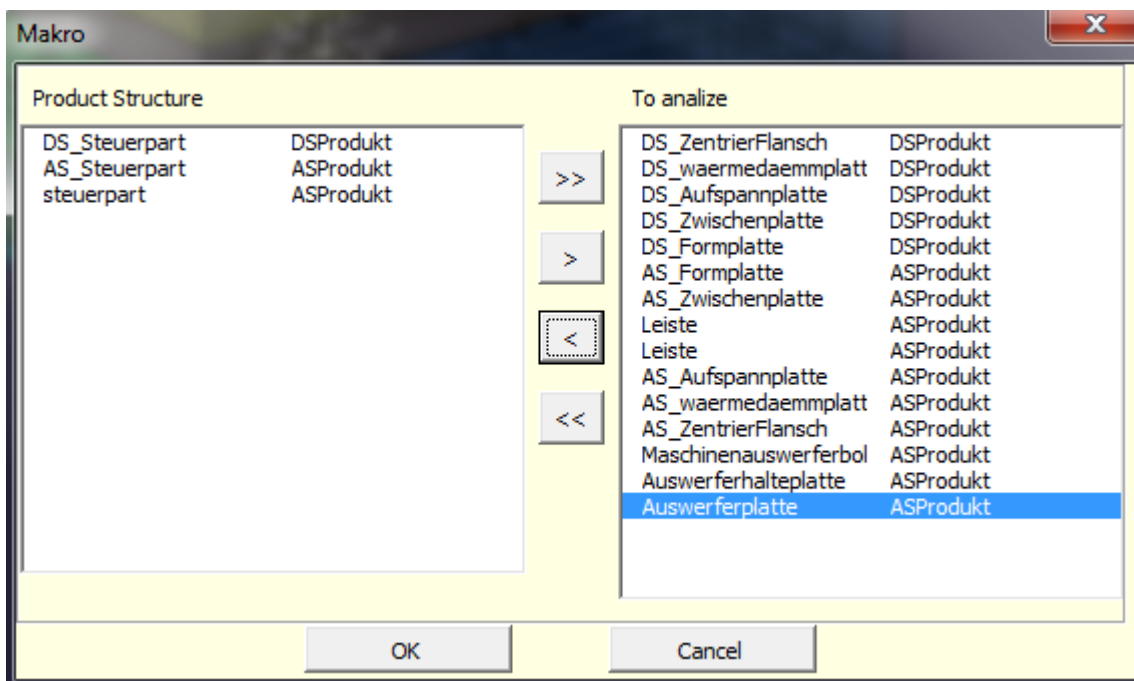 Makro
Product Structure
DS_Steuerpart DSProdukt
AS_Steuerpart ASProdukt
steuerpart ASProdukt
>>
>
<
<<
To analize
DS_ZentrierFlansch DSProdukt
DS_waermedaemmplatt DSProdukt
DS_Aufspannplatte DSProdukt
DS_Zwischenplatte DSProdukt
DS_Formplatte DSProdukt
AS_Formplatte ASProdukt
AS_Zwischenplatte ASProdukt
Leiste ASProdukt
Leiste ASProdukt
AS_Aufspannplatte ASProdukt
AS_waermedaemmplatt ASProdukt
AS_ZentrierFlansch ASProdukt
Maschinenauswerferbol ASProdukt
Auswerferhalteplatte ASProdukt
Auswerferplatte ASProdukt
OK
Cancel